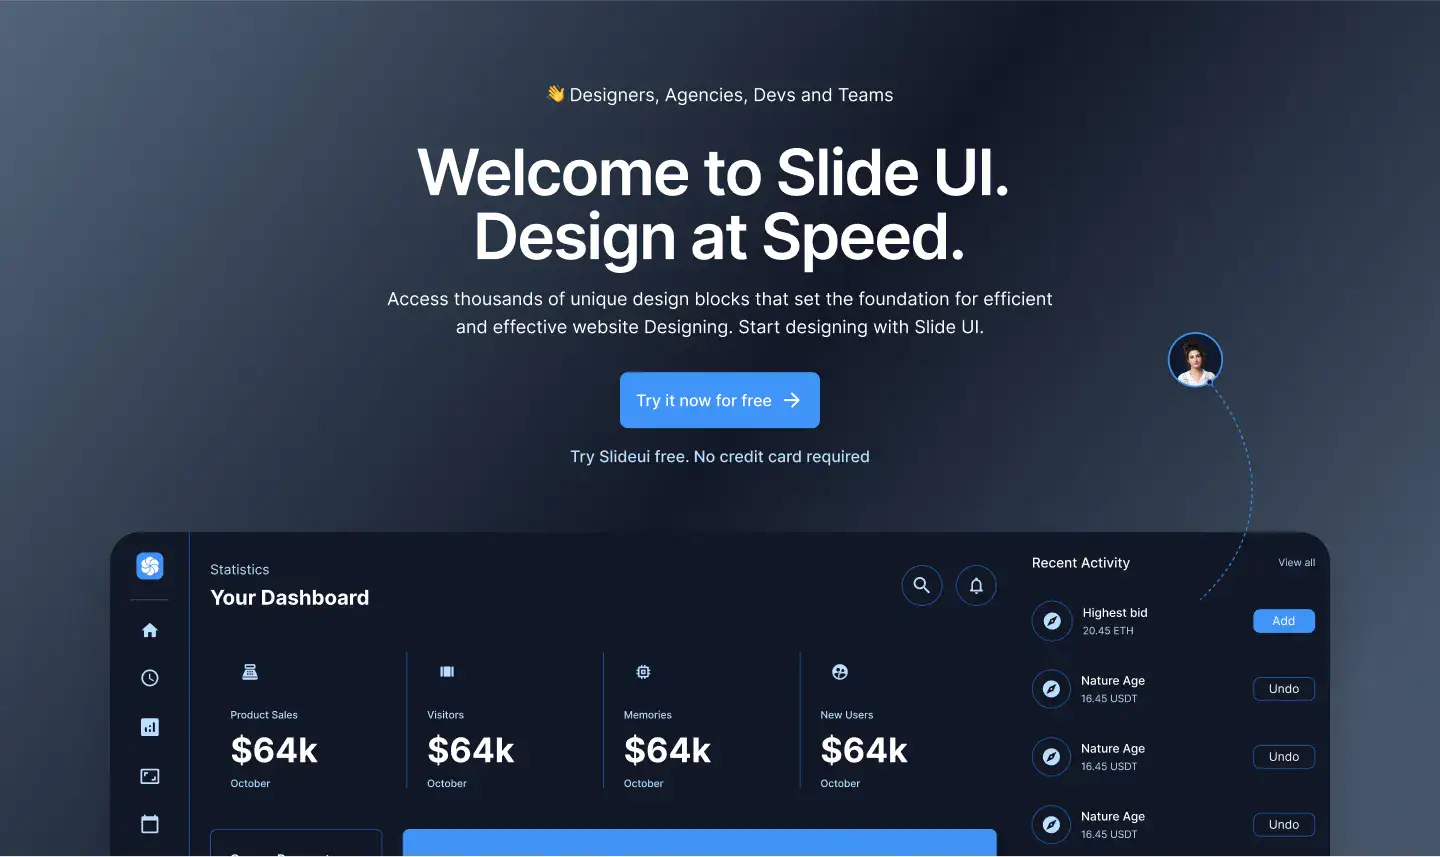 👋 Designers, Agencies, Devs and Teams
Welcome to Slide UI.
Design at Speed.
Access thousands of unique design blocks that set the foundation for efficient
and effective website Designing. Start designing with Slide UI.
Try it now for free →
Try Slideui free. No credit card required
Statistics
Your Dashboard
Product Sales
$64k
October
Visitors
$64k
October
Memories
$64k
October
New Users
$64k
October
Recent Activity
View all
Highest bid
20.45 ETH
Add
Nature Age
16.45 USDT
Undo
Nature Age
16.45 USDT
Undo
Nature Age
16.45 USDT
Undo